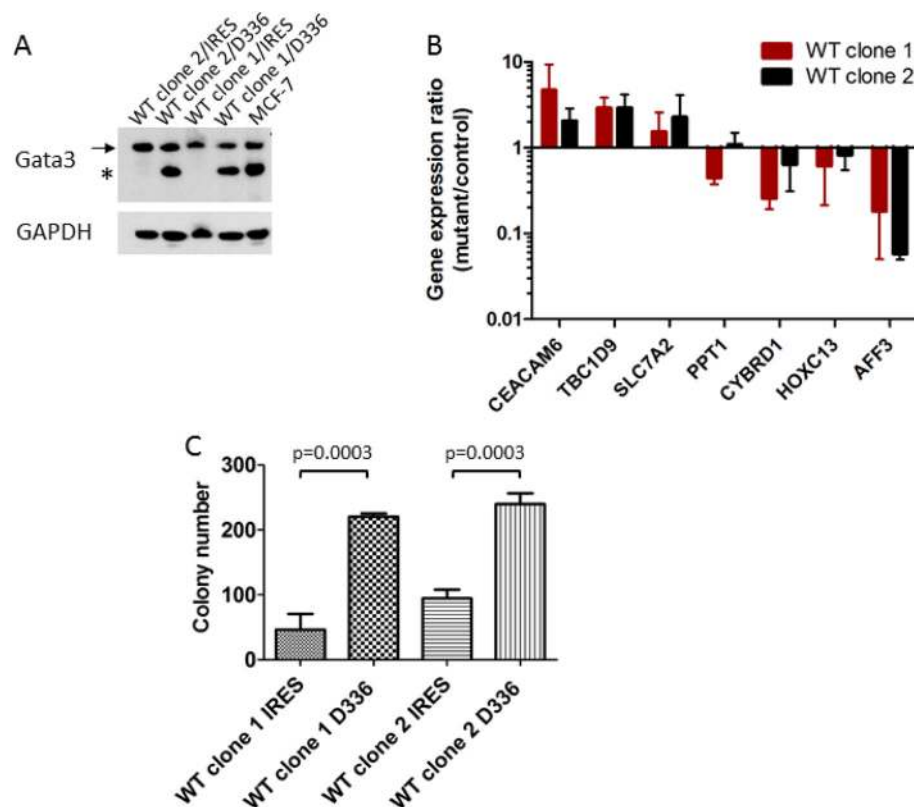 A
WT clone 2/IRES
WT clone 2/D336
WT clone 1/IRES
WT clone 1/D336
MCF-7
Gata3
*
GAPDH
B
WT clone 1
WT clone 2
Gene expression ratio
(mutant/control)
10
1
0.1
0.01
CEACAM6
TBC1D9
SLC7A2
PPT1
CYBRD1
HOXC13
AFF3
C
p=0.0003
p=0.0003
Colony number
300
200
100
0
WT clone 1 IRES
WT clone 1 D336
WT clone 2 IRES
WT clone 2 D336